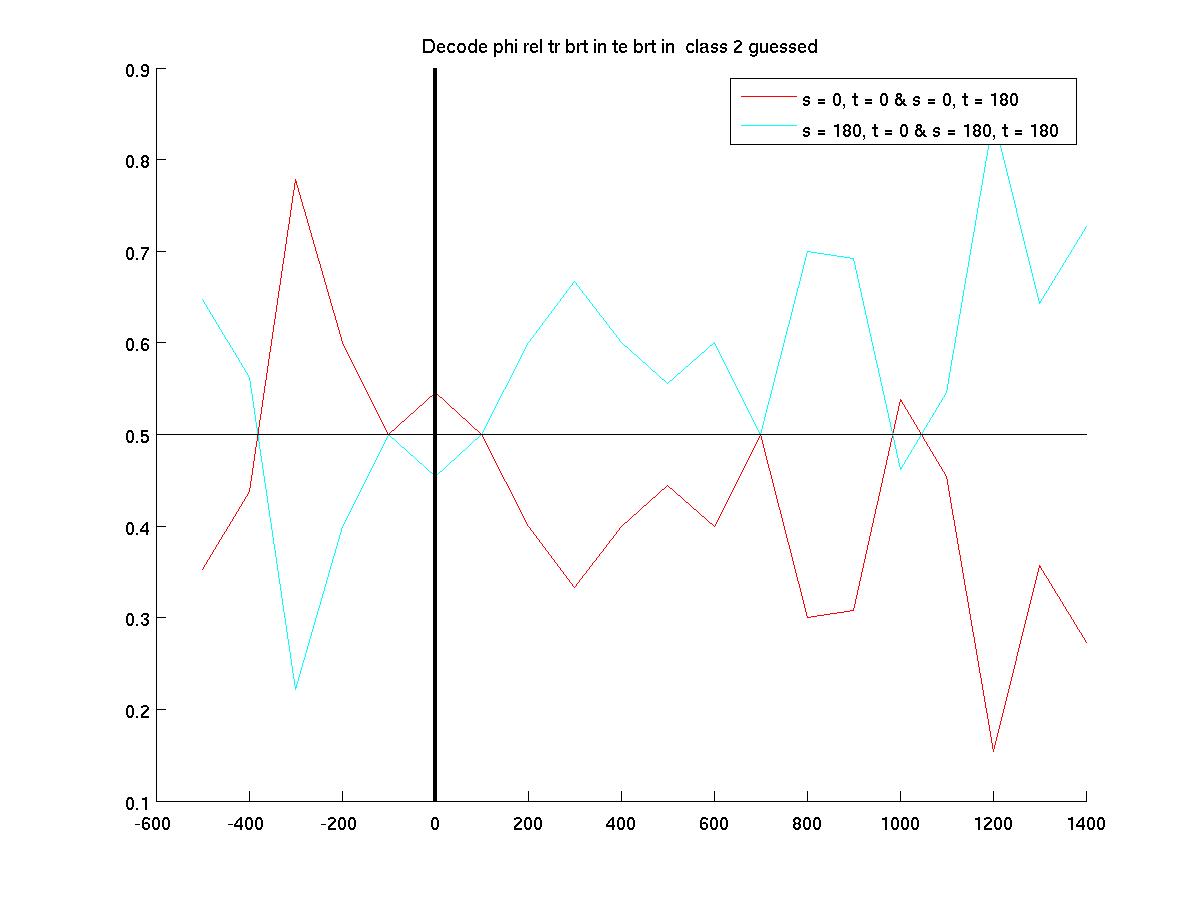 Decode phi rel tr brt in te brt in  class 2 guessed
s = 0, t = 0 & s = 0, t = 180
s = 180, t = 0 & s = 180, t = 180
0.9
0.8
0.7
0.6
0.5
0.4
0.3
0.2
0.1
-600 -400 -200 0 200 400 600 800 1000 1200 1400